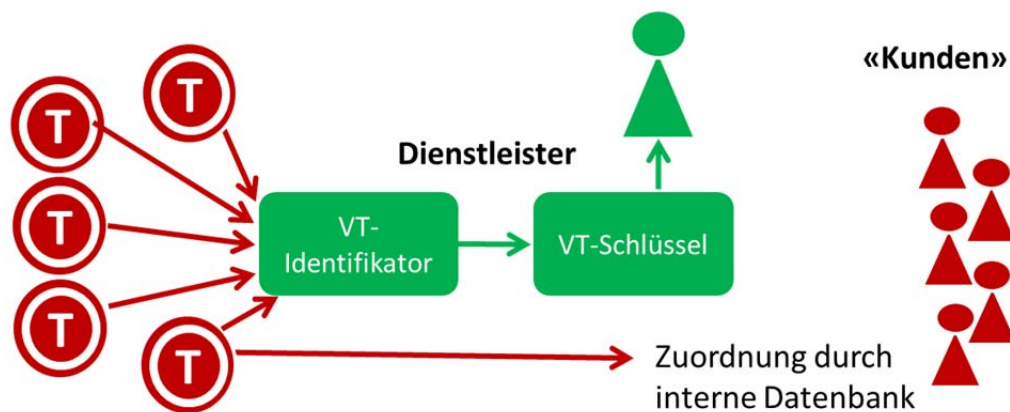 «Kunden»
T
T
T
T
T
Dienstleister
VT-
Identifikator
VT-Schlüssel
Zuordnung durch
interne Datenbank